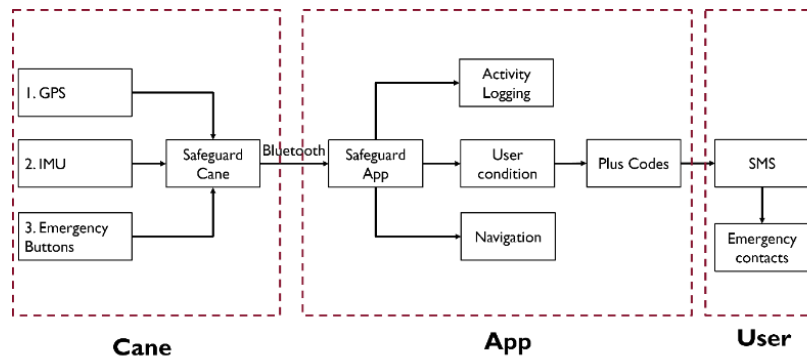 1. GPS
2. IMU
3. Emergency
Buttons
Safeguard
Cane
Bluetooth
Safeguard
App
Activity
Logging
User
condition
Navigation
Plus Codes
SMS
Emergency
contacts
Cane
App
User